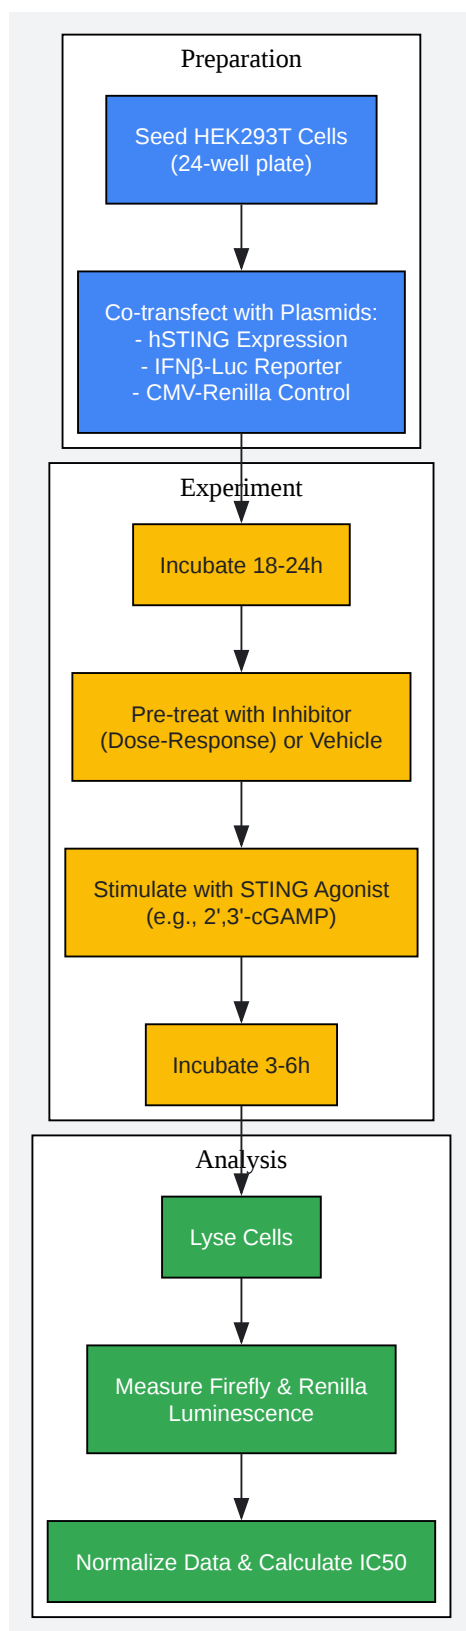 Preparation
Seed HEK293T Cells
(24-well plate)
Co-transfect with Plasmids:
- hSTING Expression
- IFNβ-Luc Reporter
- CMV-Renilla Control
Experiment
Incubate 18-24h
Pre-treat with Inhibitor
(Dose-Response) or Vehicle
Stimulate with STING Agonist
(e.g., 2',3'-cGAMP)
Incubate 3-6h
Analysis
Lyse Cells
Measure Firefly & Renilla
Luminescence
Normalize Data & Calculate IC50